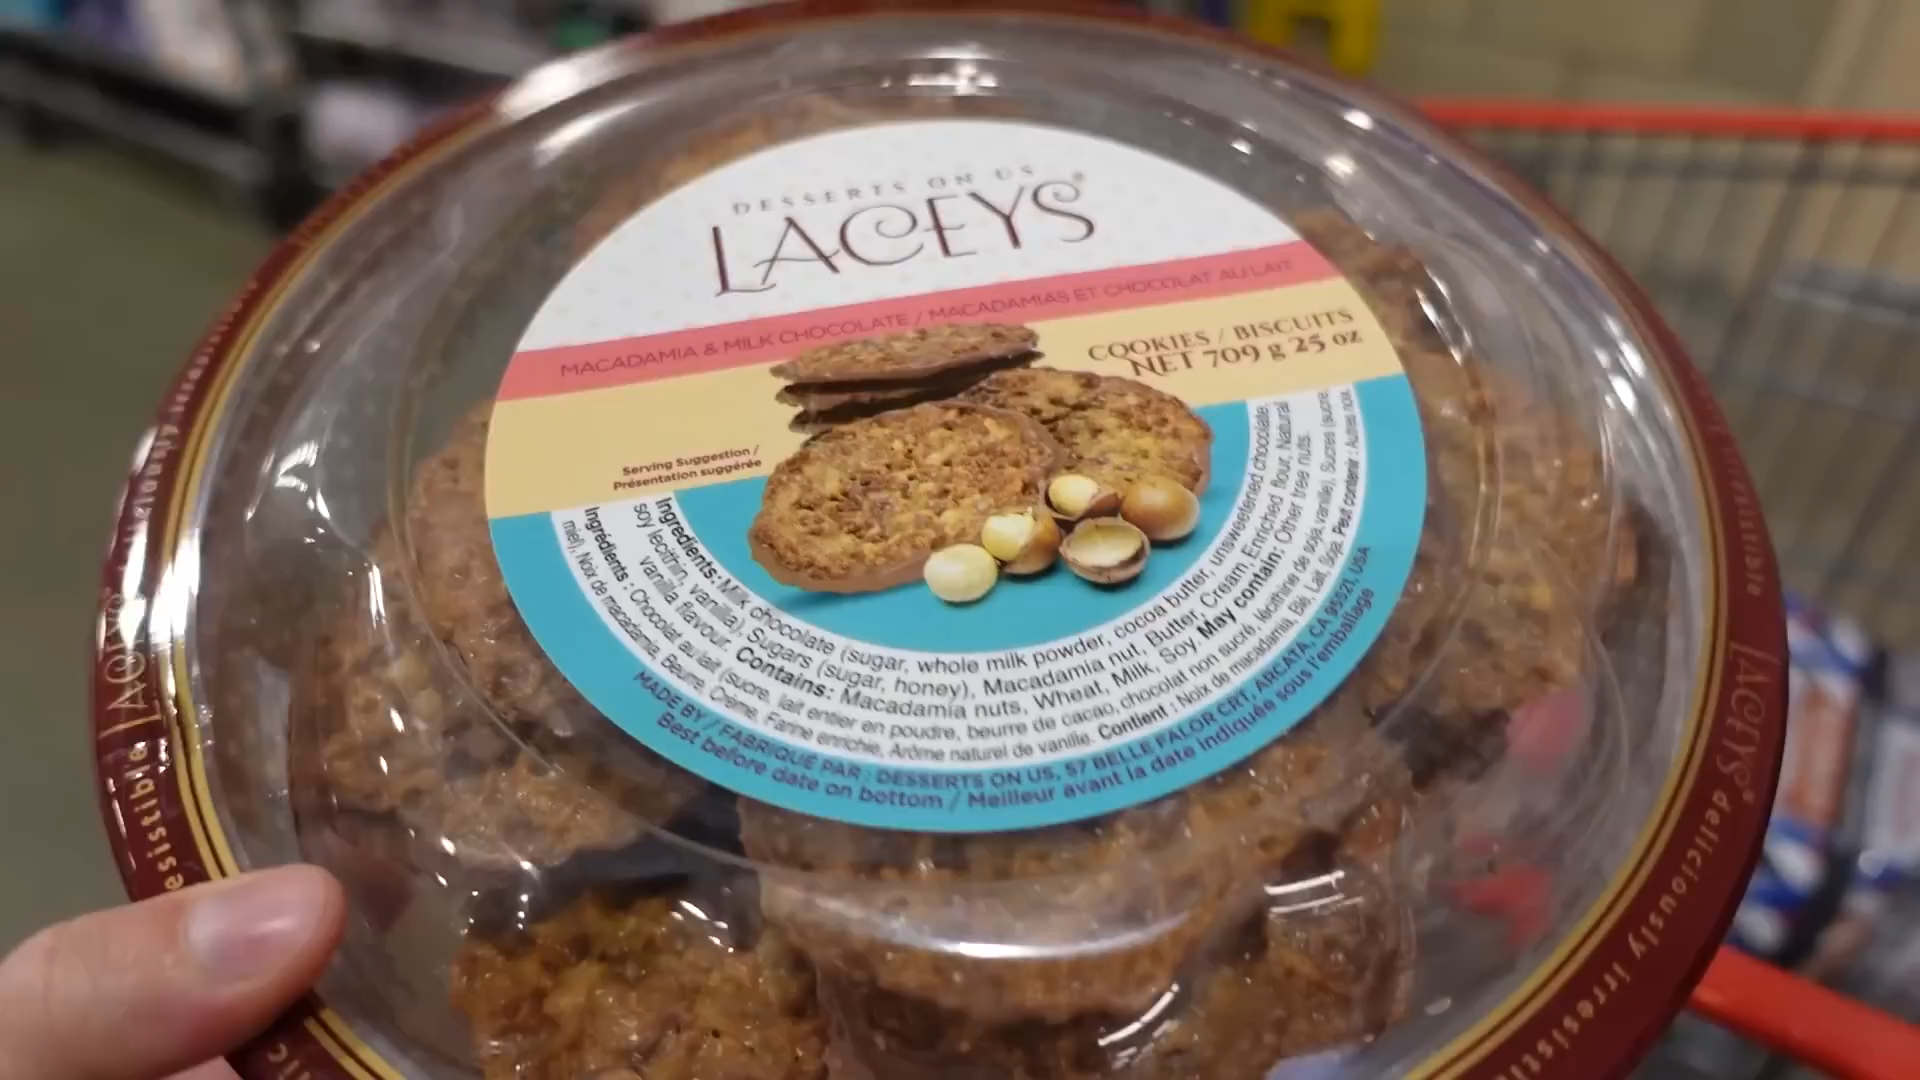 DESSERTS ON US
LACEYS®
MACADAMIA & MILK CHOCOLATE / MACADAMIAS ET CHOCOLAT AU LAIT
COOKIES / BISCUITS
NET 709 g 25 oz
Serving Suggestion /
Présentation suggérée
Ingredients: Milk chocolate (sugar, whole milk powder, cocoa butter, unsweetened chocolate,
soy lecithin, vanilla), Sugars (sugar, honey), Macadamia nut, Butter, Cream, Enriched flour, Natural
vanilla flavour. Contains: Macadamia nuts, Wheat, Milk, Soy. May contain: Other tree nuts.
Ingrédients : Chocolat au lait (sucre, lait entier en poudre, beurre de cacao, chocolat non sucré, lécithine de soja, vanille), Sucres (sucre,
miel), Noix de macadamia, Beurre, Crème, Farine enrichie, Arôme naturel de vanille. Contient : Noix de macadamia, Blé, Lait, Soja. Peut contenir : Autres noix.
MADE BY / FABRIQUÉ PAR : DESSERTS ON US, 57 BELLE FALOR CRT, ARCATA, CA 95521, USA
Best before date on bottom / Meilleur avant la date indiquée sous l'emballage
LACEYS
LACEYS® deliciously irresistible